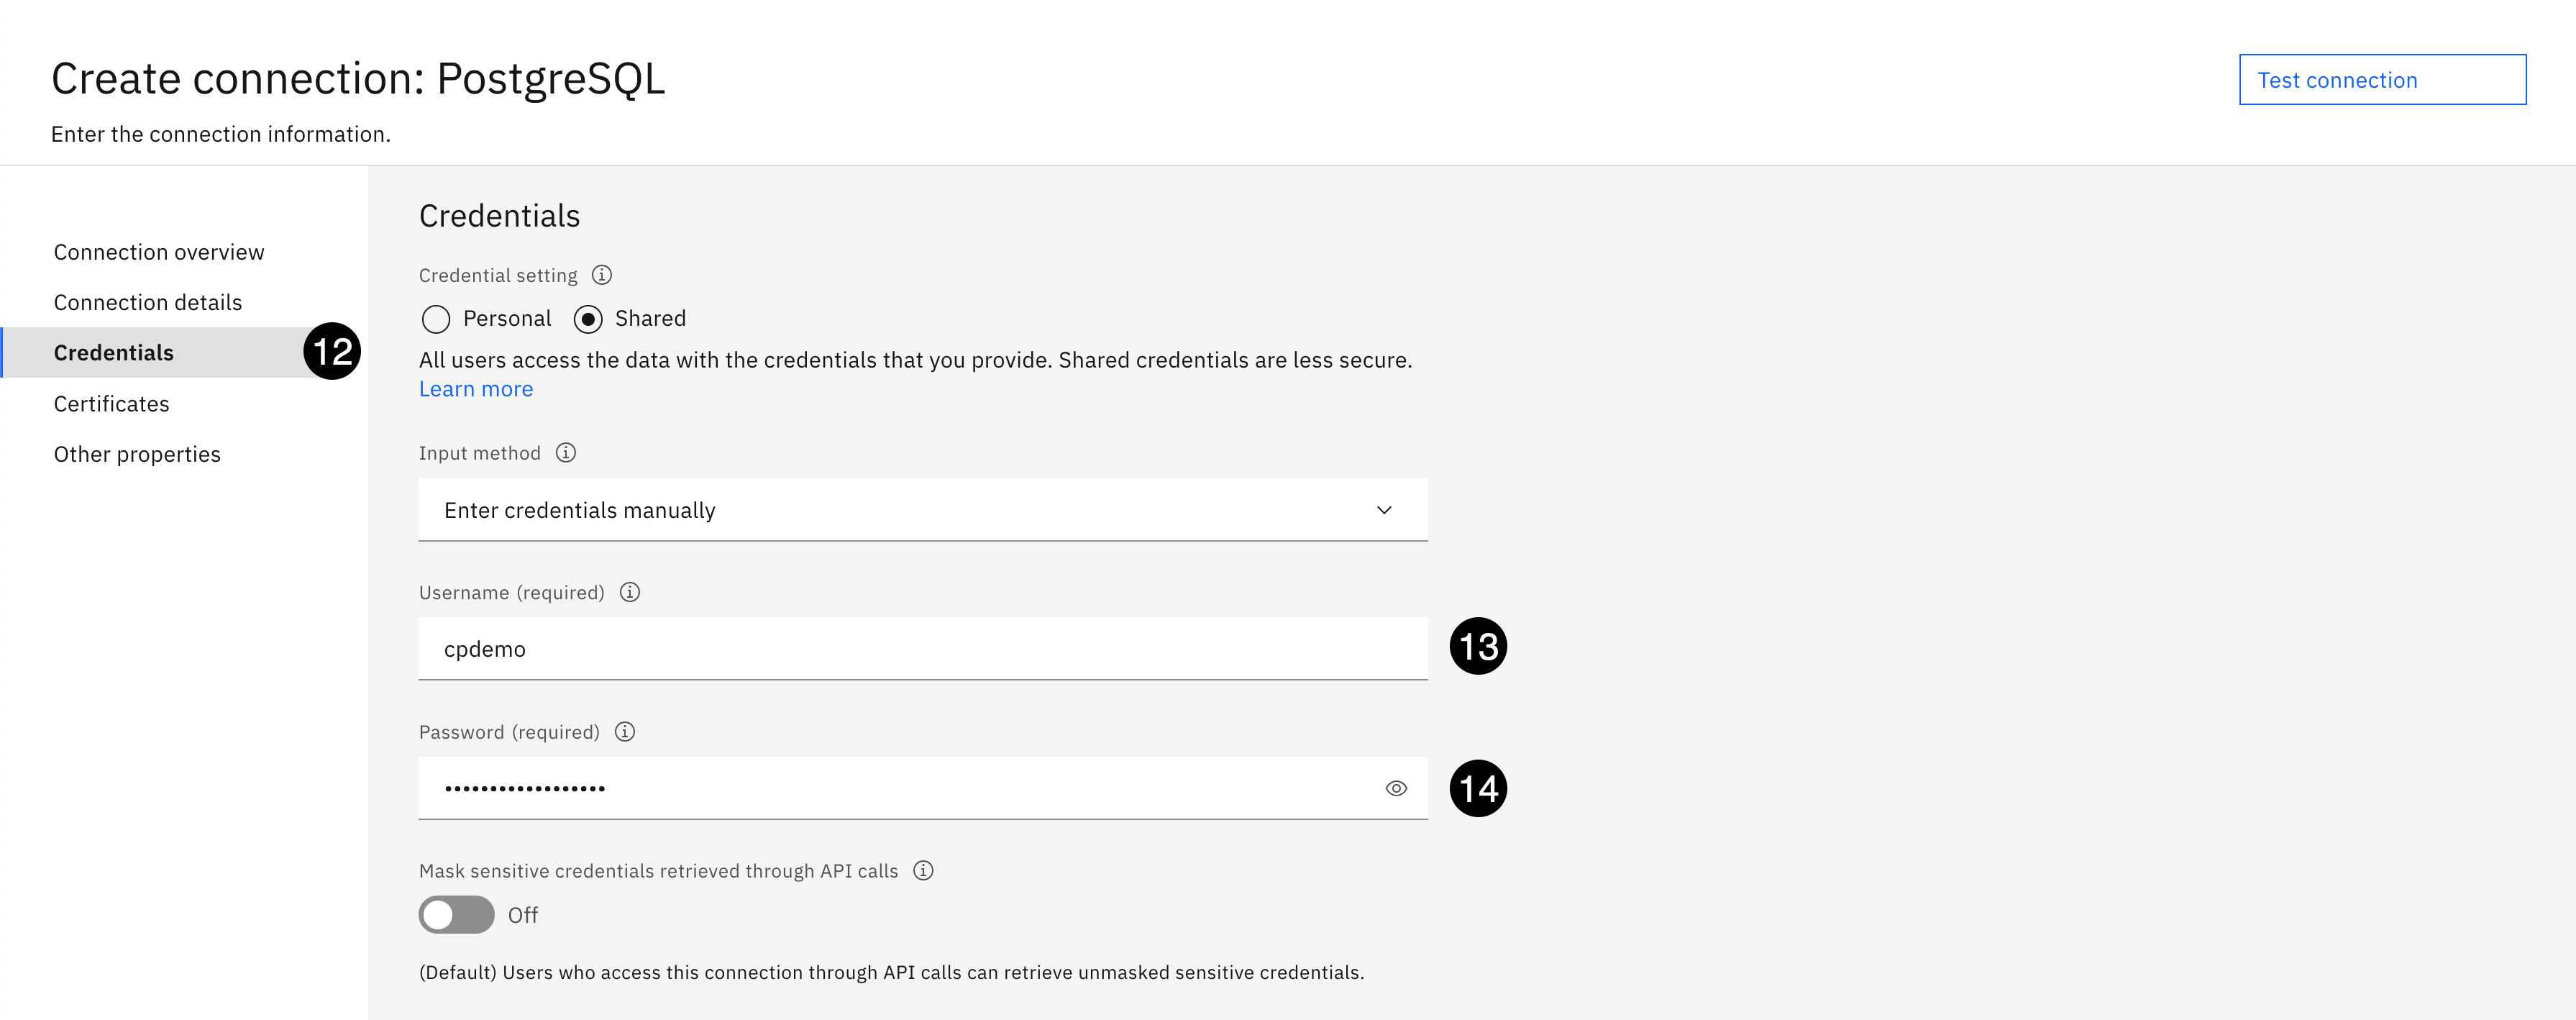 Create connection: PostgreSQL
Test connection
Enter the connection information.
Connection overview
Connection details
Credentials
12
Certificates
Other properties
Credentials
Credential setting
Personal
Shared
All users access the data with the credentials that you provide. Shared credentials are less secure.
Learn more
Input method
Enter credentials manually
Username (required)
cpdemo
13
Password (required)
••••••••••••••••••
14
Mask sensitive credentials retrieved through API calls
Off
(Default) Users who access this connection through API calls can retrieve unmasked sensitive credentials.